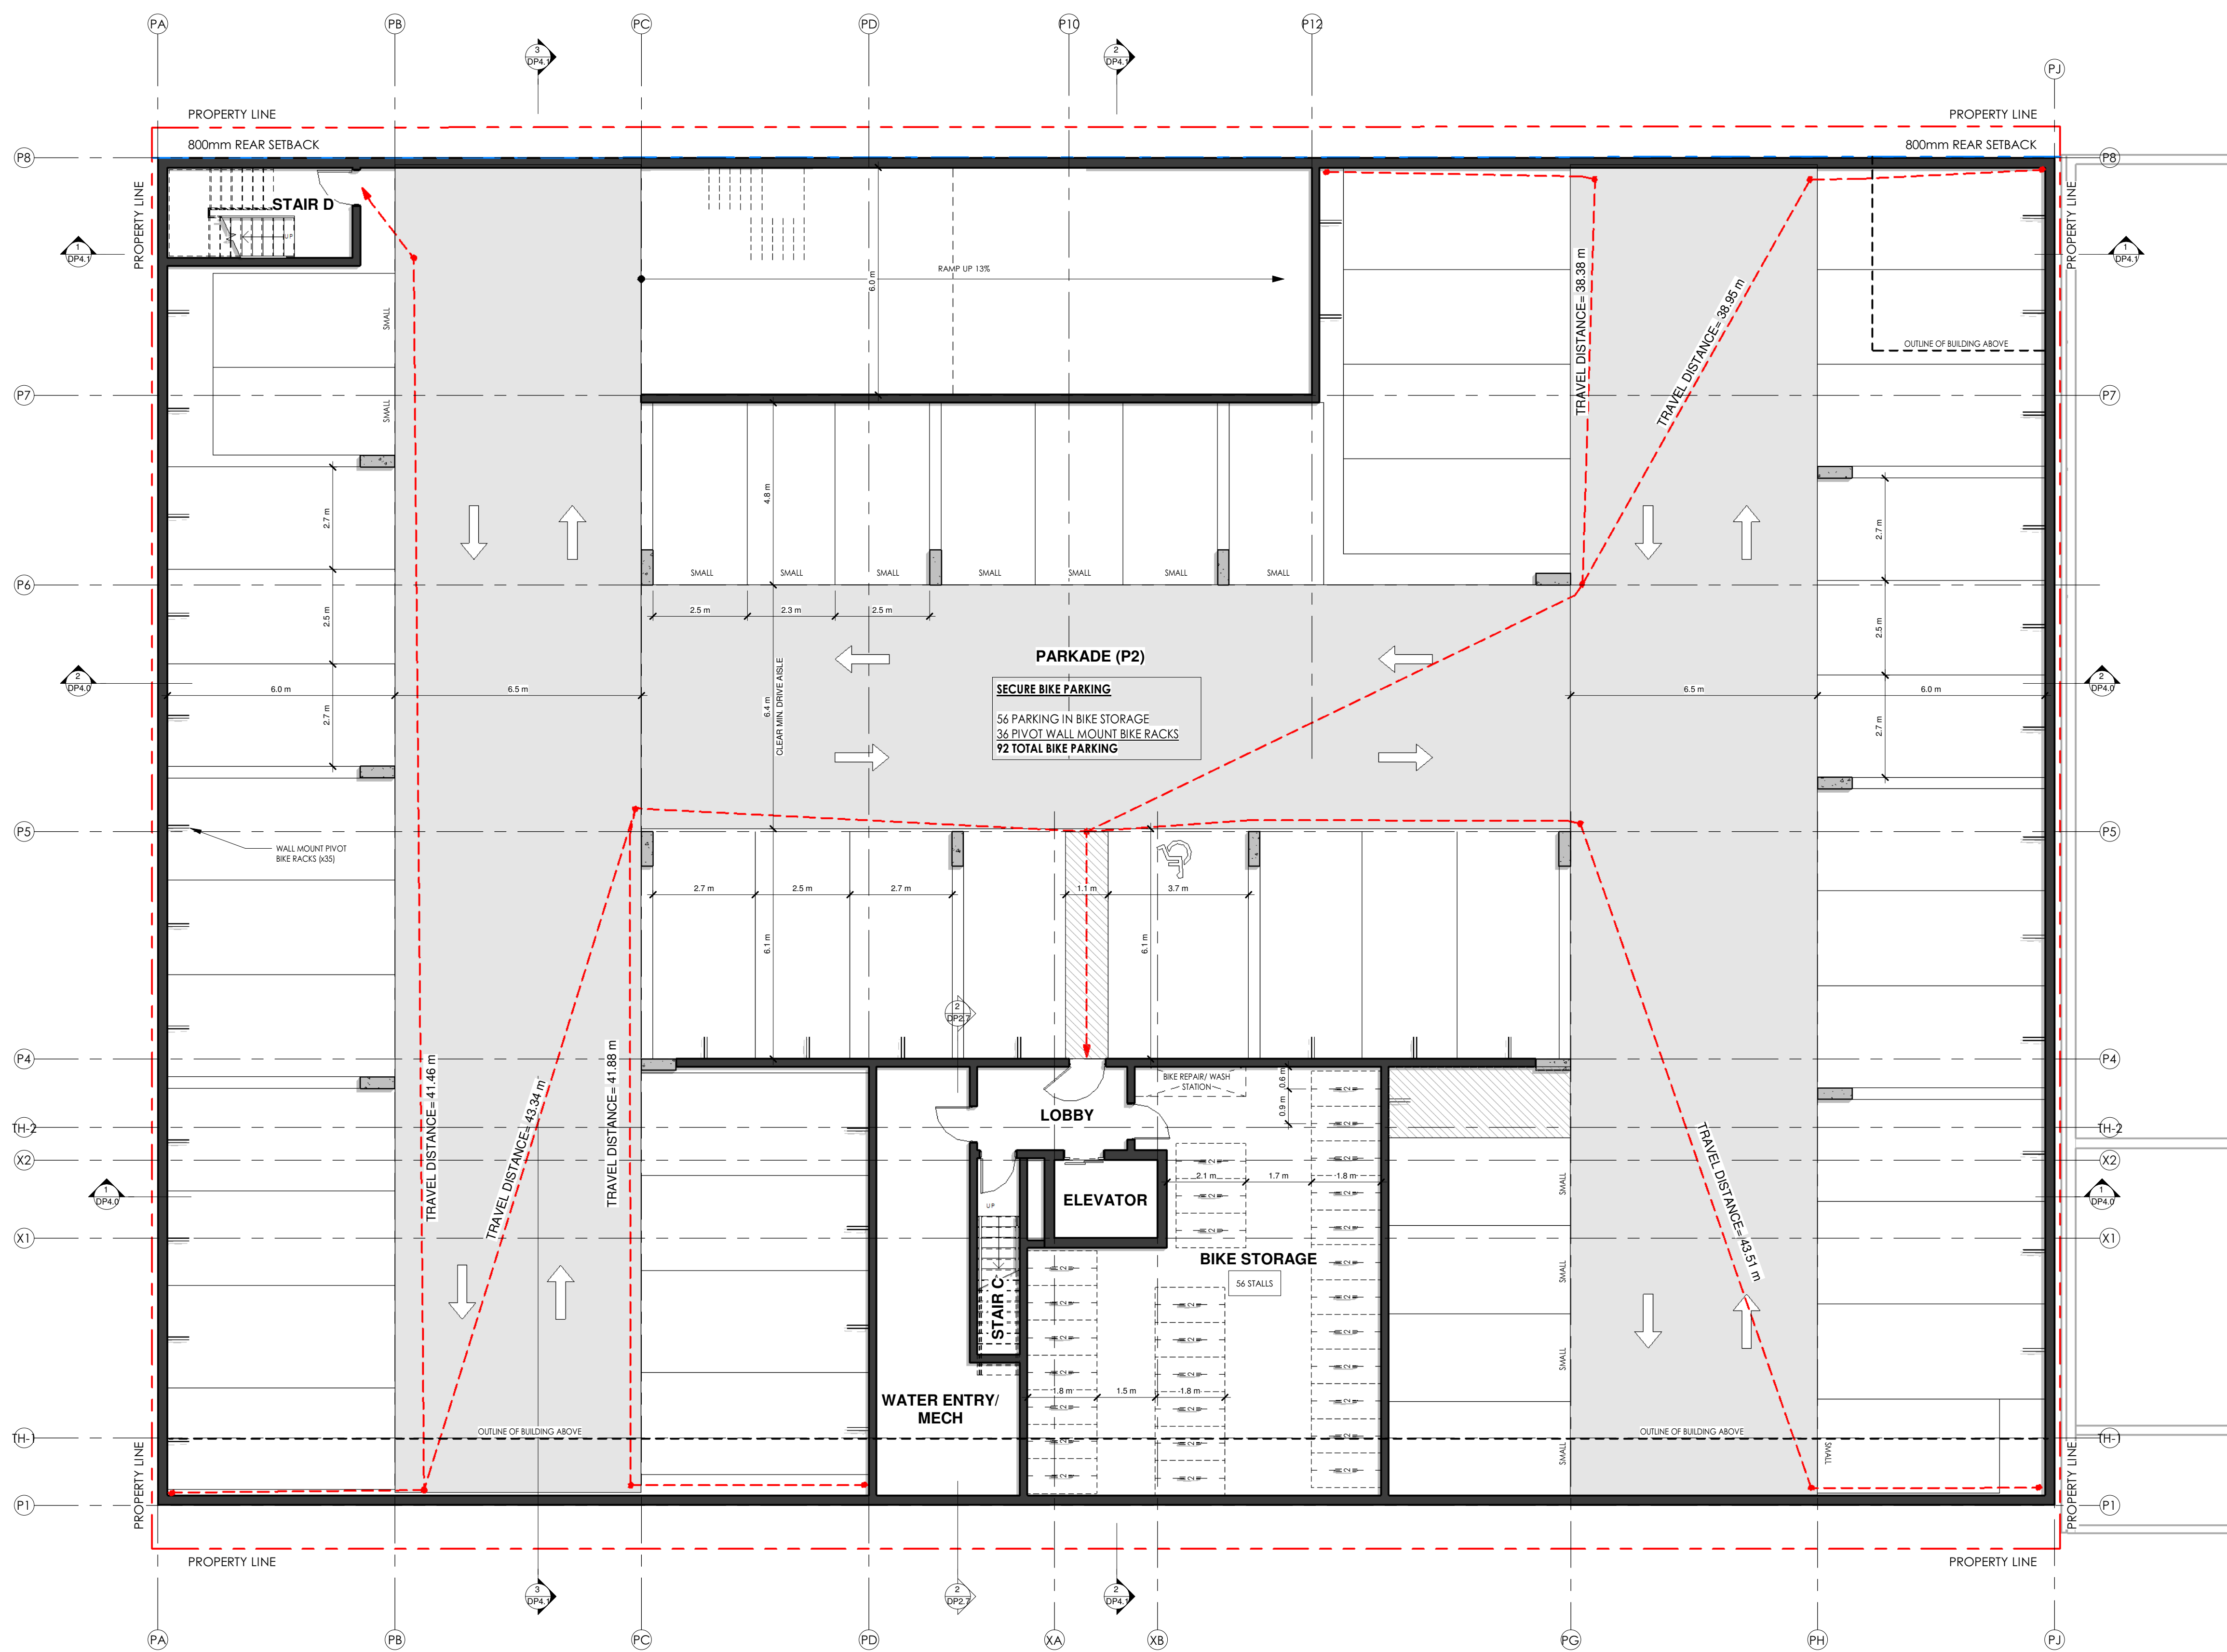 PA
PB
PC
PD
P10
P12
PJ
3
DP4.1
2
DP4.1
PROPERTY LINE
PROPERTY LINE
800mm REAR SETBACK
800mm REAR SETBACK
P8
P8
PROPERTY LINE
PROPERTY LINE
STAIR D
UP
1
DP4.1
1
DP4.1
RAMP UP 13%
6.0 m
SMALL
SMALL
TRAVEL DISTANCE= 38.38 m
TRAVEL DISTANCE= 38.95 m
OUTLINE OF BUILDING ABOVE
P7
P7
4.8 m
2.7 m
2.5 m
2.7 m
2.7 m
2.5 m
2.7 m
P6
SMALL
SMALL
SMALL
SMALL
SMALL
SMALL
SMALL
2.5 m
2.3 m
2.5 m
PARKADE (P2)
SECURE BIKE PARKING
56 PARKING IN BIKE STORAGE
36 PIVOT WALL MOUNT BIKE RACKS
92 TOTAL BIKE PARKING
2
DP4.0
2
DP4.0
6.0 m
6.5 m
6.5 m
6.0 m
6.4 m
CLEAR MIN. DRIVE AISLE
P5
P5
WALL MOUNT PIVOT
BIKE RACKS (x35)
2.7 m
2.5 m
2.7 m
1.1 m
3.7 m
6.1 m
6.1 m
2
DP2.7
P4
P4
TRAVEL DISTANCE= 41.46 m
TRAVEL DISTANCE= 43.34 m
TRAVEL DISTANCE= 41.88 m
TRAVEL DISTANCE= 43.51 m
BIKE REPAIR/ WASH
STATION
0.6 m
0.9 m
LOBBY
TH-2
TH-2
X2
X2
2.1 m
1.7 m
1.8 m
1
DP4.0
1
DP4.0
UP
ELEVATOR
SMALL
SMALL
SMALL
SMALL
SMALL
X1
X1
BIKE STORAGE
56 STALLS
STAIR C
1.8 m
1.5 m
1.8 m
WATER ENTRY/
MECH
OUTLINE OF BUILDING ABOVE
OUTLINE OF BUILDING ABOVE
TH-1
TH-1
PROPERTY LINE
PROPERTY LINE
P1
P1
PROPERTY LINE
PROPERTY LINE
3
DP4.1
2
DP2.7
2
DP4.1
PA
PB
PC
PD
XA
XB
PG
PH
PJ